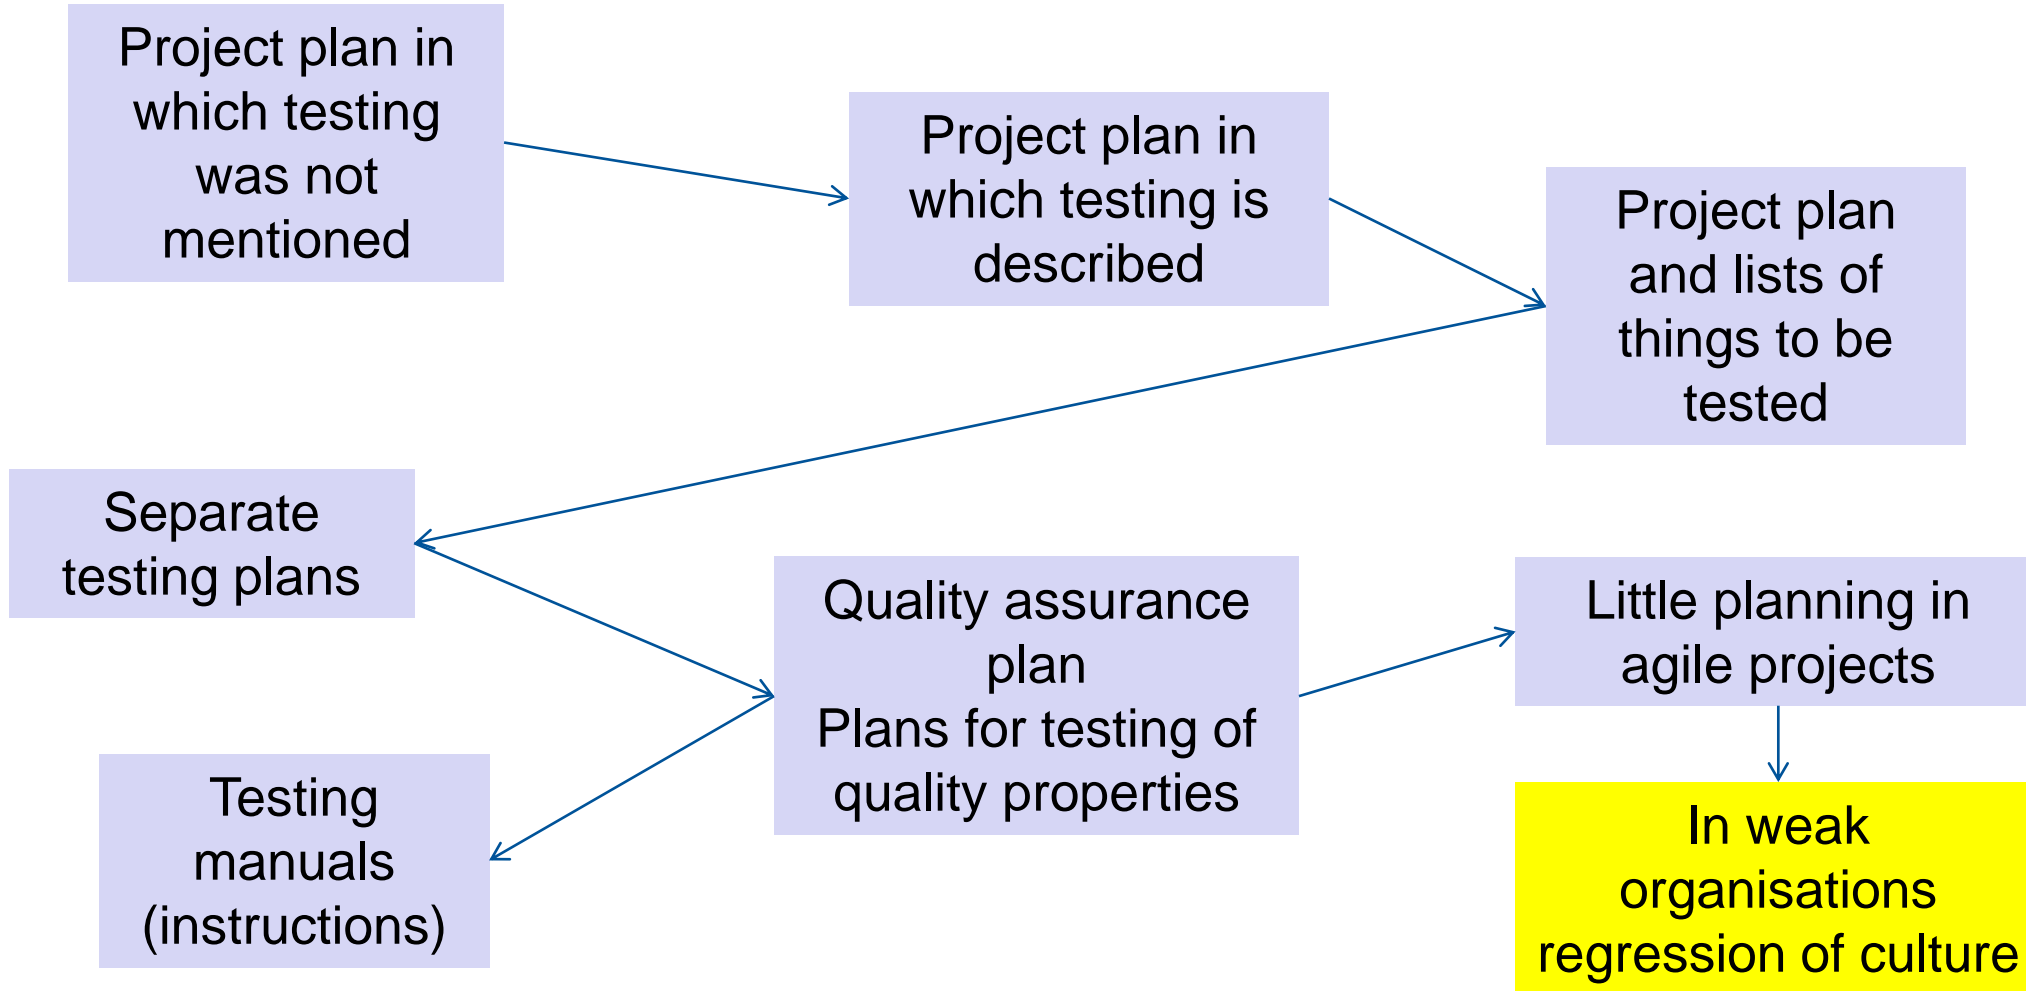 Project plan in
which testing
was not
mentioned
Project plan in
which testing is
described
Project plan
and lists of
things to be
tested
Separate
testing plans
Quality assurance
plan
Plans for testing of
quality properties
Little planning in
agile projects
Testing
manuals
(instructions)
In weak
organisations
regression of culture